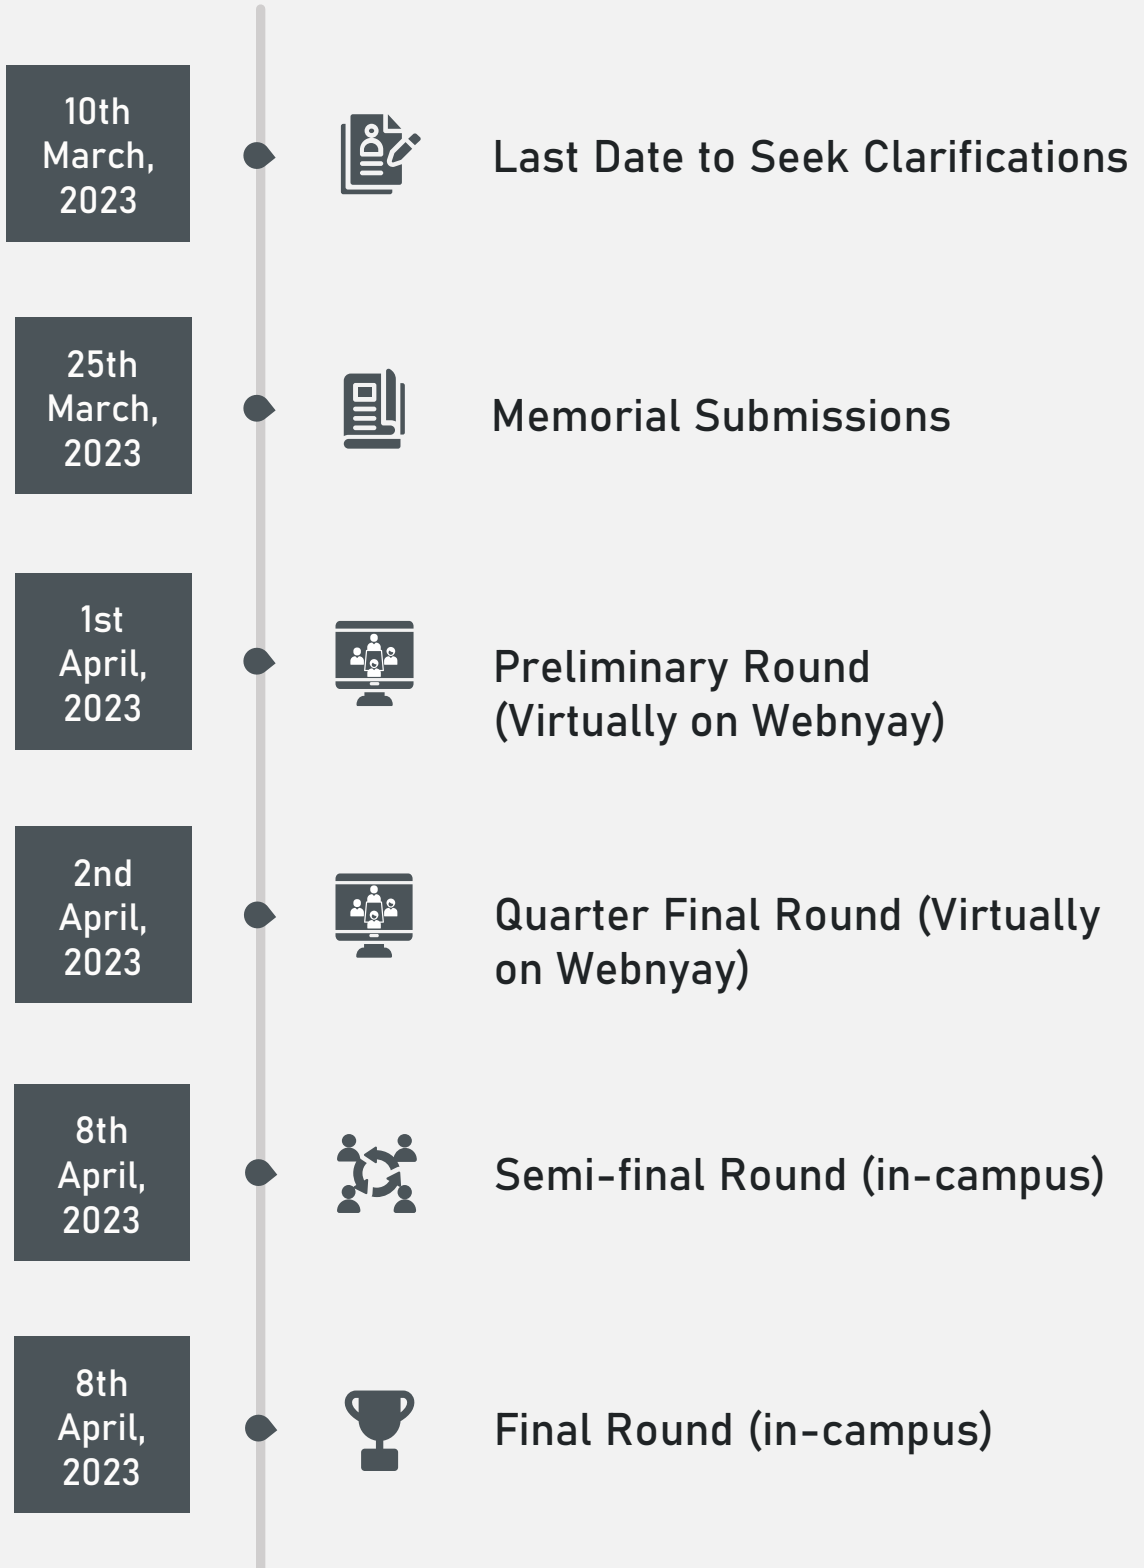 10th
March,
2023
Last Date to Seek Clarifications
25th
March,
2023
Memorial Submissions
1st
April,
2023
Preliminary Round
(Virtually on Webnyay)
2nd
April,
2023
Quarter Final Round (Virtually
on Webnyay)
8th
April,
2023
Semi-final Round (in-campus)
8th
April,
2023
Final Round (in-campus)